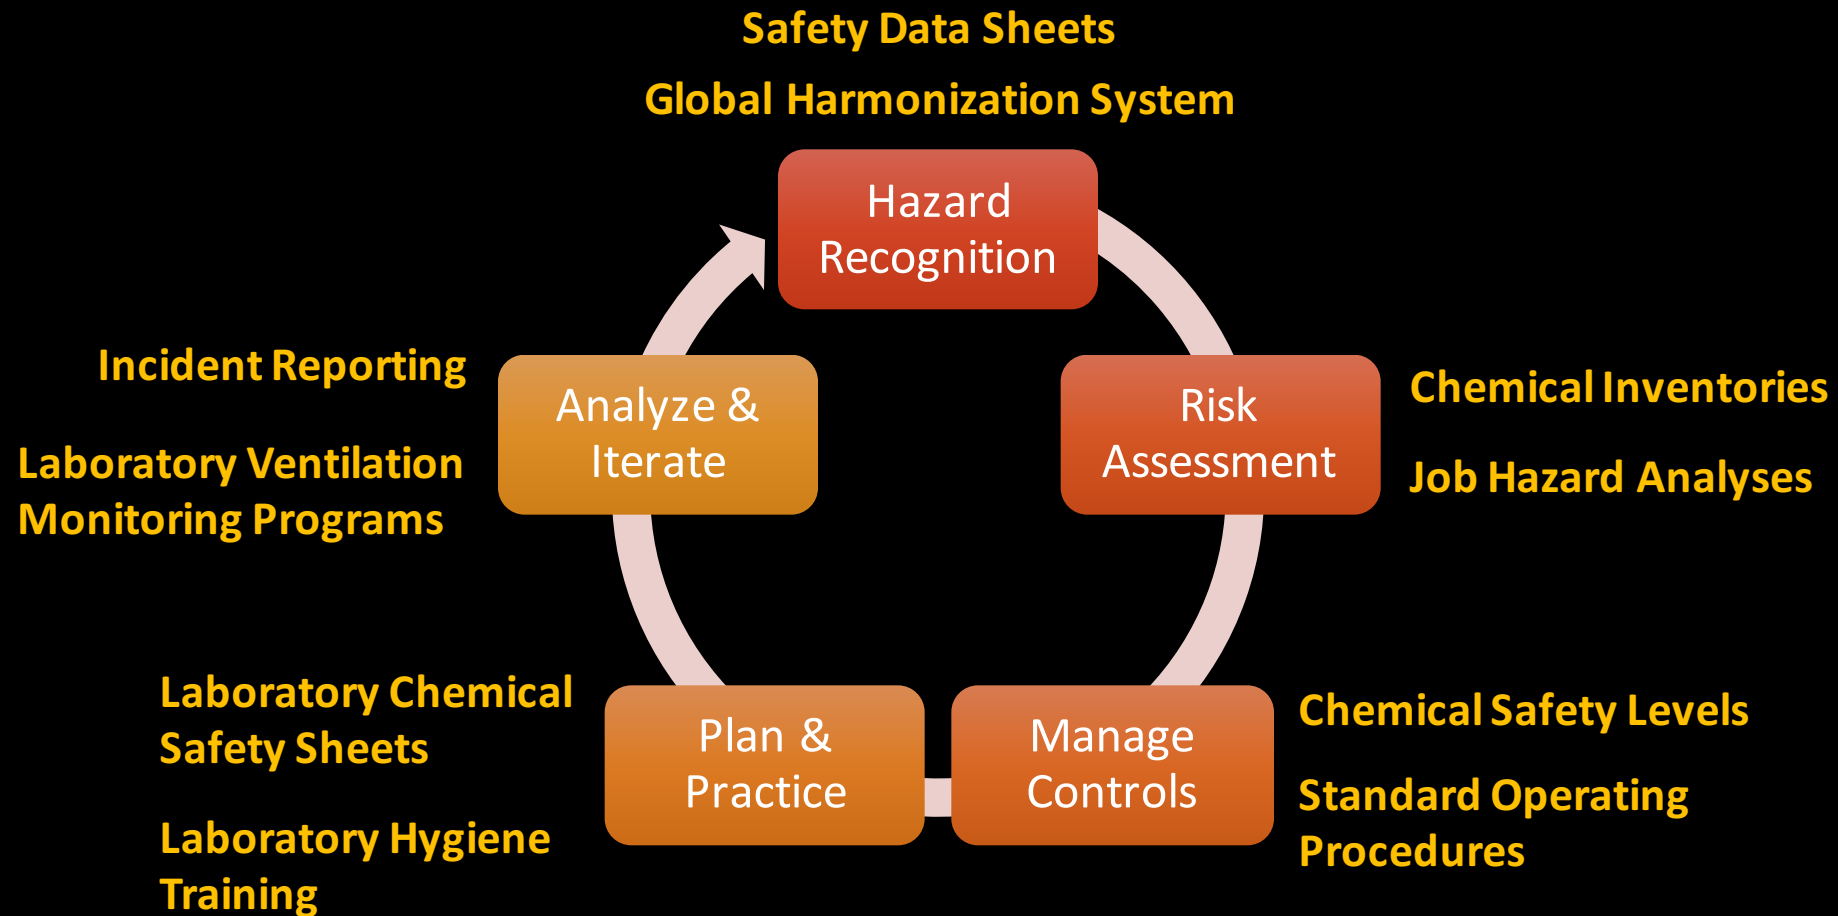 Safety Data Sheets
Global Harmonization System
Hazard
Recognition
Risk
Assessment
Chemical Inventories
Job Hazard Analyses
Manage
Controls
Chemical Safety Levels
Standard Operating
Procedures
Plan &
Practice
Laboratory Chemical
Safety Sheets
Laboratory Hygiene
Training
Analyze &
Iterate
Incident Reporting
Laboratory Ventilation
Monitoring Programs